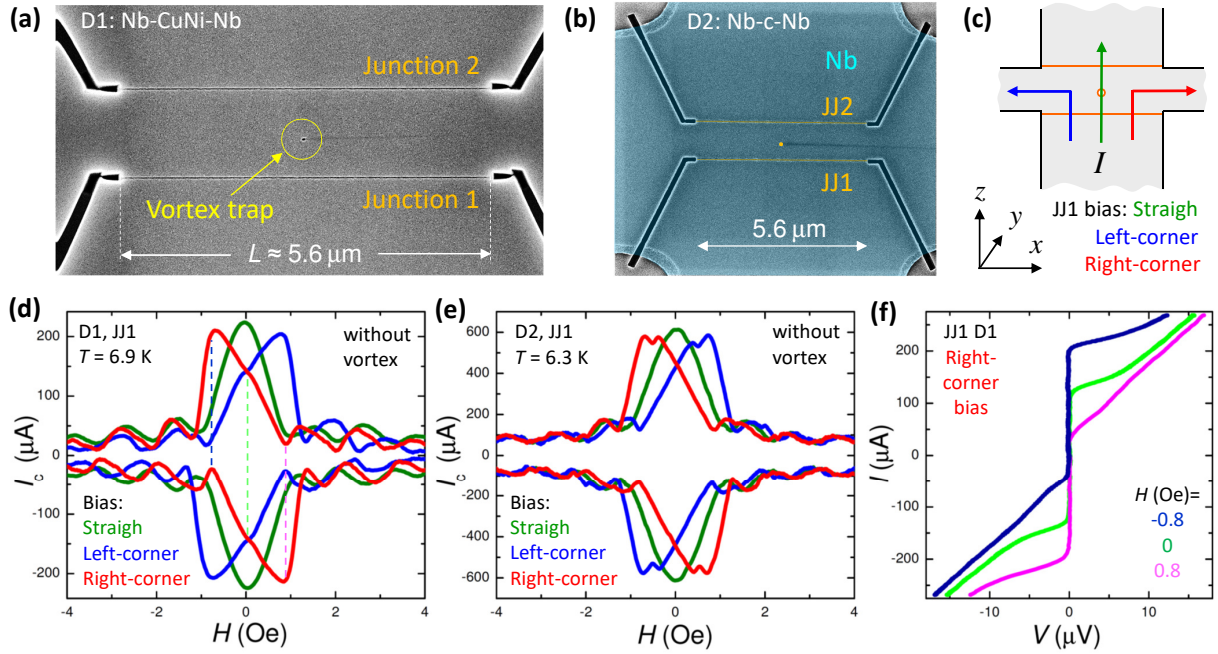 (a)
D1: Nb-CuNi-Nb
Junction 2
Vortex trap
Junction 1
L ≈ 5.6 µm
(b)
D2: Nb-c-Nb
Nb
JJ2
JJ1
5.6 µm
(c)
I
z
y
x
JJ1 bias: Straigh
Left-corner
Right-corner
(d)
D1, JJ1
T = 6.9 K
without
vortex
200
100
0
-100
-200
I_c (µA)
Bias:
Straigh
Left-corner
Right-corner
-4
-2
0
2
4
H (Oe)
(e)
D2, JJ1
T = 6.3 K
without
vortex
600
400
200
0
-200
-400
-600
I_c (µA)
Bias:
Straigh
Left-corner
Right-corner
-4
-2
0
2
4
H (Oe)
(f)
JJ1 D1
Right-
corner
bias
200
100
0
-100
-200
I (µA)
H (Oe)=
-0.8
0
0.8
-10
0
10
V (µV)